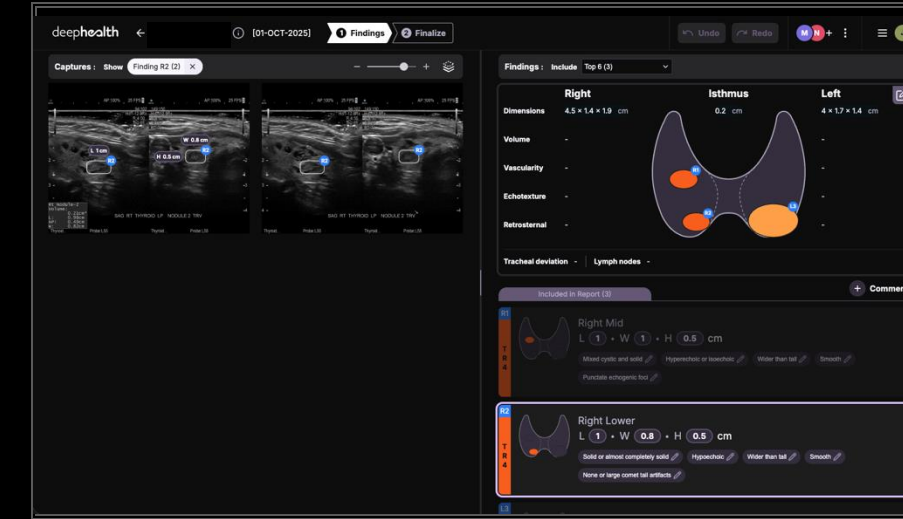 deephealth ← ⓘ [01-OCT-2025] 1 Findings 2 Finalize Undo Redo M N +
Captures : Show Finding R2 (2) × − +
L 1 cm R2 W 0.8 cm H 0.5 cm R2
R2 R2
SAG RT THYROID LP NODULE 2 TRV
SAG RT THYROID LP NODULE 2 TRV
Findings : Include Top 6 (3)
Right Isthmus Left
Dimensions 4.5 × 1.4 × 1.9 cm 0.2 cm 4 × 1.7 × 1.4 cm
Volume - -
Vascularity - -
Echotexture - -
Retrosternal - -
R1
R2
L3
Tracheal deviation - Lymph nodes -
+ Commen
Included in Report (3)
R1
TR4
Right Mid
L 1 • W 1 • H 0.5 cm
Mixed cystic and solid Hyperechoic or isoechoic Wider than tall Smooth
Punctate echogenic foci
R2
TR4
Right Lower
L 1 • W 0.8 • H 0.5 cm
Solid or almost completely solid Hypoechoic Wider than tall Smooth
None or large comet tail artifacts
L3